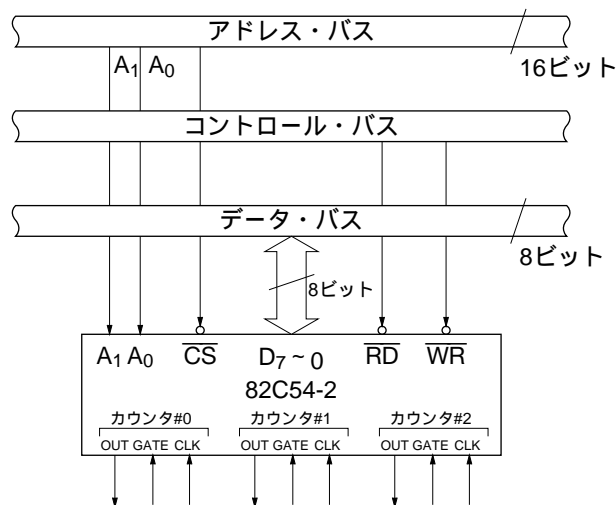 アドレス・バス
16ビット
A1 A0
コントロール・バス
データ・バス
8ビット
8ビット
A1 A0 CS D7~0 RD WR
82C54-2
カウンタ#0 カウンタ#1 カウンタ#2
OUT GATE CLK OUT GATE CLK OUT GATE CLK